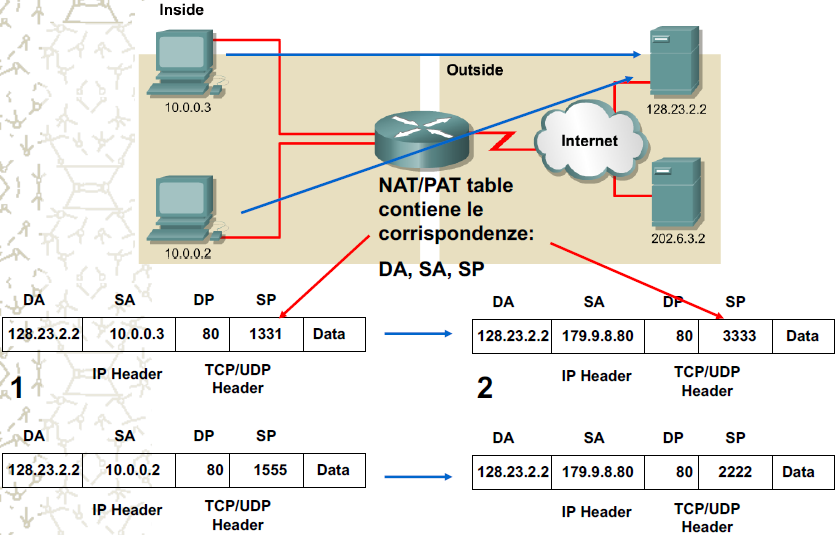 Inside
Outside
10.0.0.3
128.23.2.2
Internet
NAT/PAT table
contiene le
corrispondenze:
DA, SA, SP
10.0.0.2
202.6.3.2
DA SA DP SP
128.23.2.2 10.0.0.3 80 1331 Data
IP Header TCP/UDP
Header
1
DA SA DP SP
128.23.2.2 179.9.8.80 80 3333 Data
IP Header TCP/UDP
Header
2
DA SA DP SP
128.23.2.2 10.0.0.2 80 1555 Data
IP Header TCP/UDP
Header
DA SA DP SP
128.23.2.2 179.9.8.80 80 2222 Data
IP Header TCP/UDP
Header